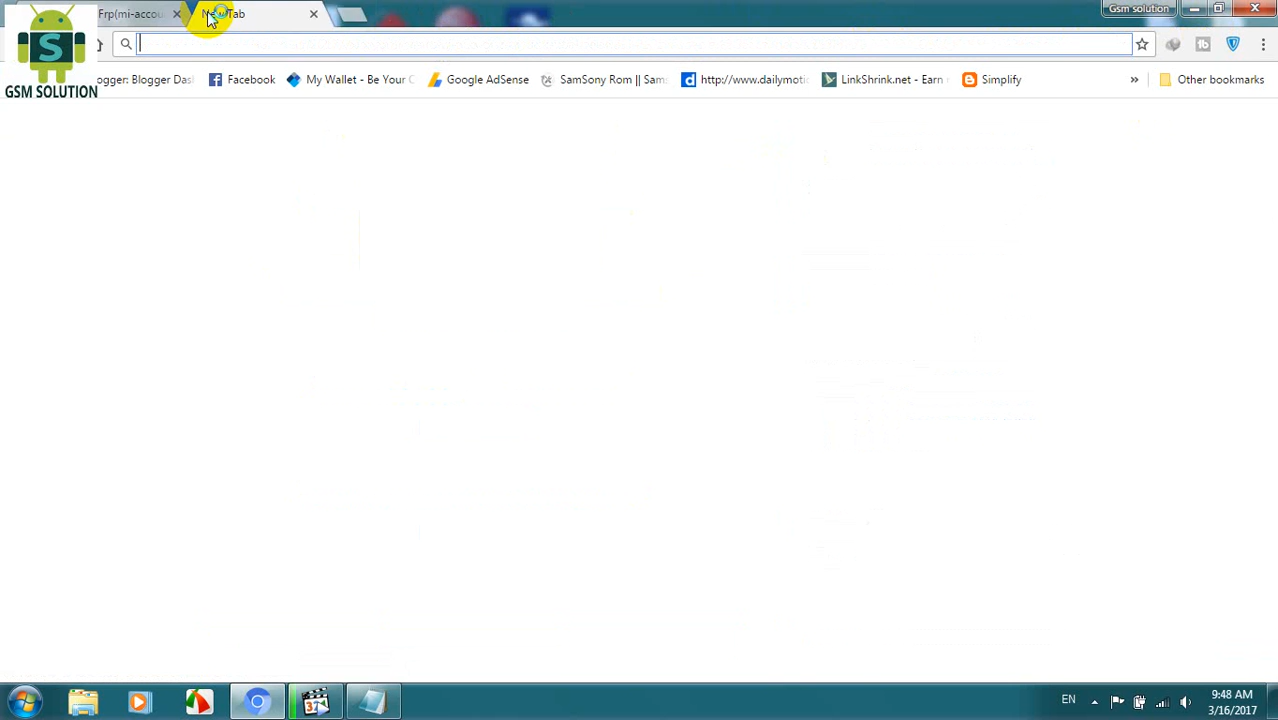 Frp(mi-accou
New Tab
Gsm solution
logger: Blogger Das
Facebook
My Wallet - Be Your C
Google AdSense
SamSony Rom || Sam
http://www.dailymoti
LinkShrink.net - Earn
Simplify
»
Other bookmarks
S
GSM SOLUTION
EN
9:48 AM
3/16/2017